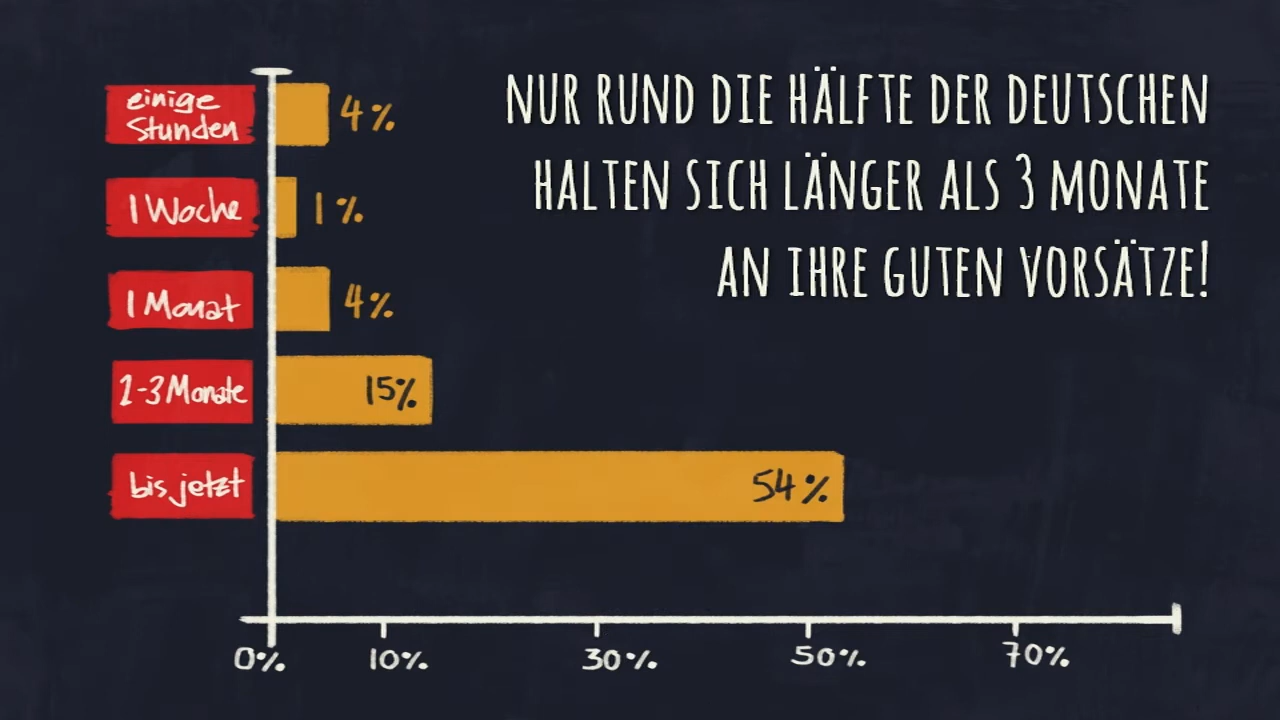 NUR RUND DIE HÄLFTE DER DEUTSCHEN
HALTEN SICH LÄNGER ALS 3 MONATE
AN IHRE GUTEN VORSÄTZE!
einige
Stunden
4%
1 Woche
1%
1 Monat
4%
2-3 Monate
15%
bis jetzt
54%
0% 10% 30% 50% 70%